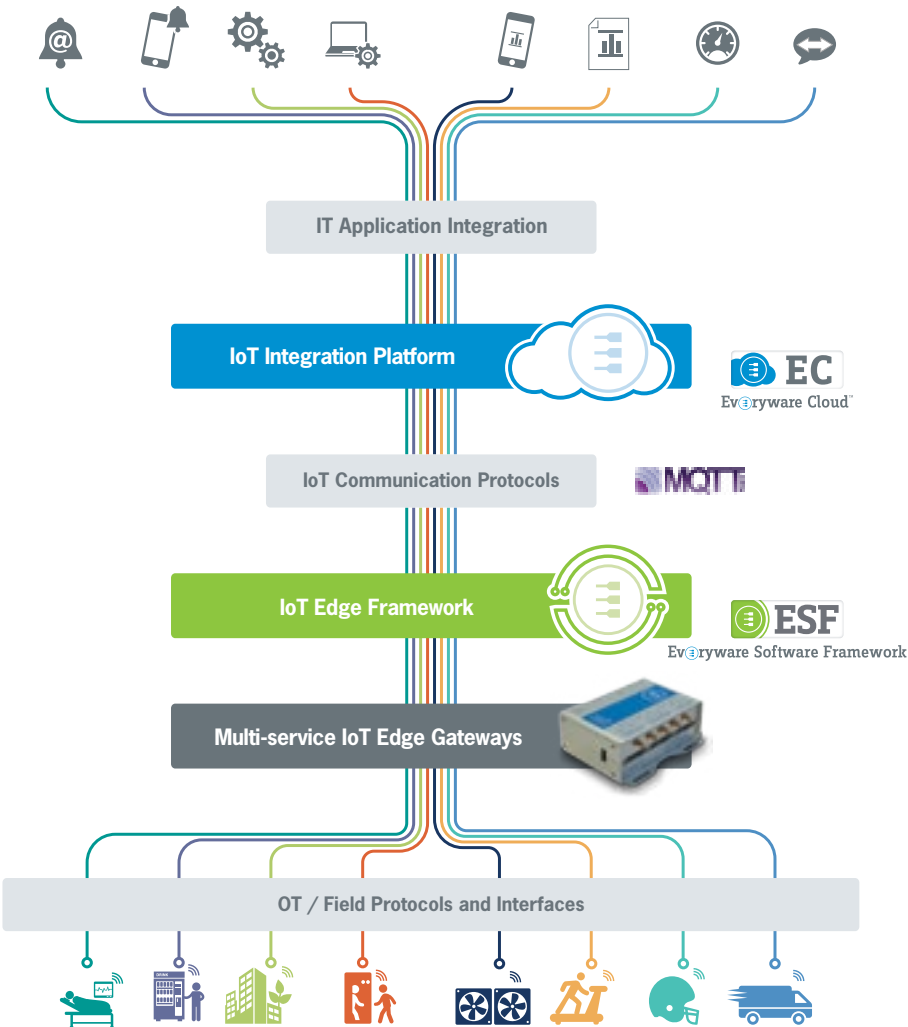 @
IT Application Integration
IoT Integration Platform
EC
Everyware Cloud™
IoT Communication Protocols
MQTT
IoT Edge Framework
ESF
Everyware Software Framework
Multi-service IoT Edge Gateways
OT / Field Protocols and Interfaces